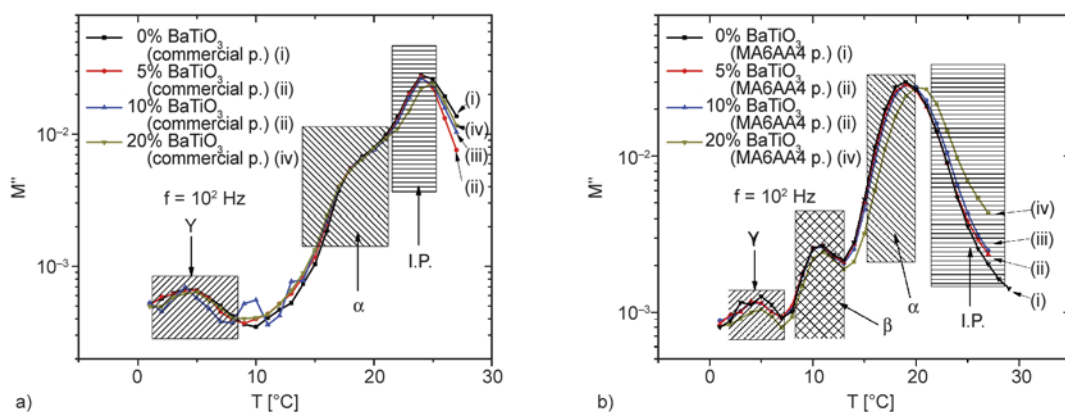 0% BaTiO3
(commercial p.) (i)
5% BaTiO3
(commercial p.) (ii)
10% BaTiO3
(commercial p.) (ii)
20% BaTiO3
(commercial p.) (iv)
f = 10² Hz
Y
α
I.P.
(i)
(iv)
(iii)
(ii)
10⁻²
10⁻³
M''
0 10 20 30
T [°C]
a)
0% BaTiO3
(MA6AA4 p.) (i)
5% BaTiO3
(MA6AA4 p.) (ii)
10% BaTiO3
(MA6AA4 p.) (ii)
20% BaTiO3
(MA6AA4 p.) (iv)
f = 10² Hz
Y
β
α
I.P.
(iv)
(iii)
(ii)
(i)
10⁻²
10⁻³
M''
0 10 20 30
T [°C]
b)